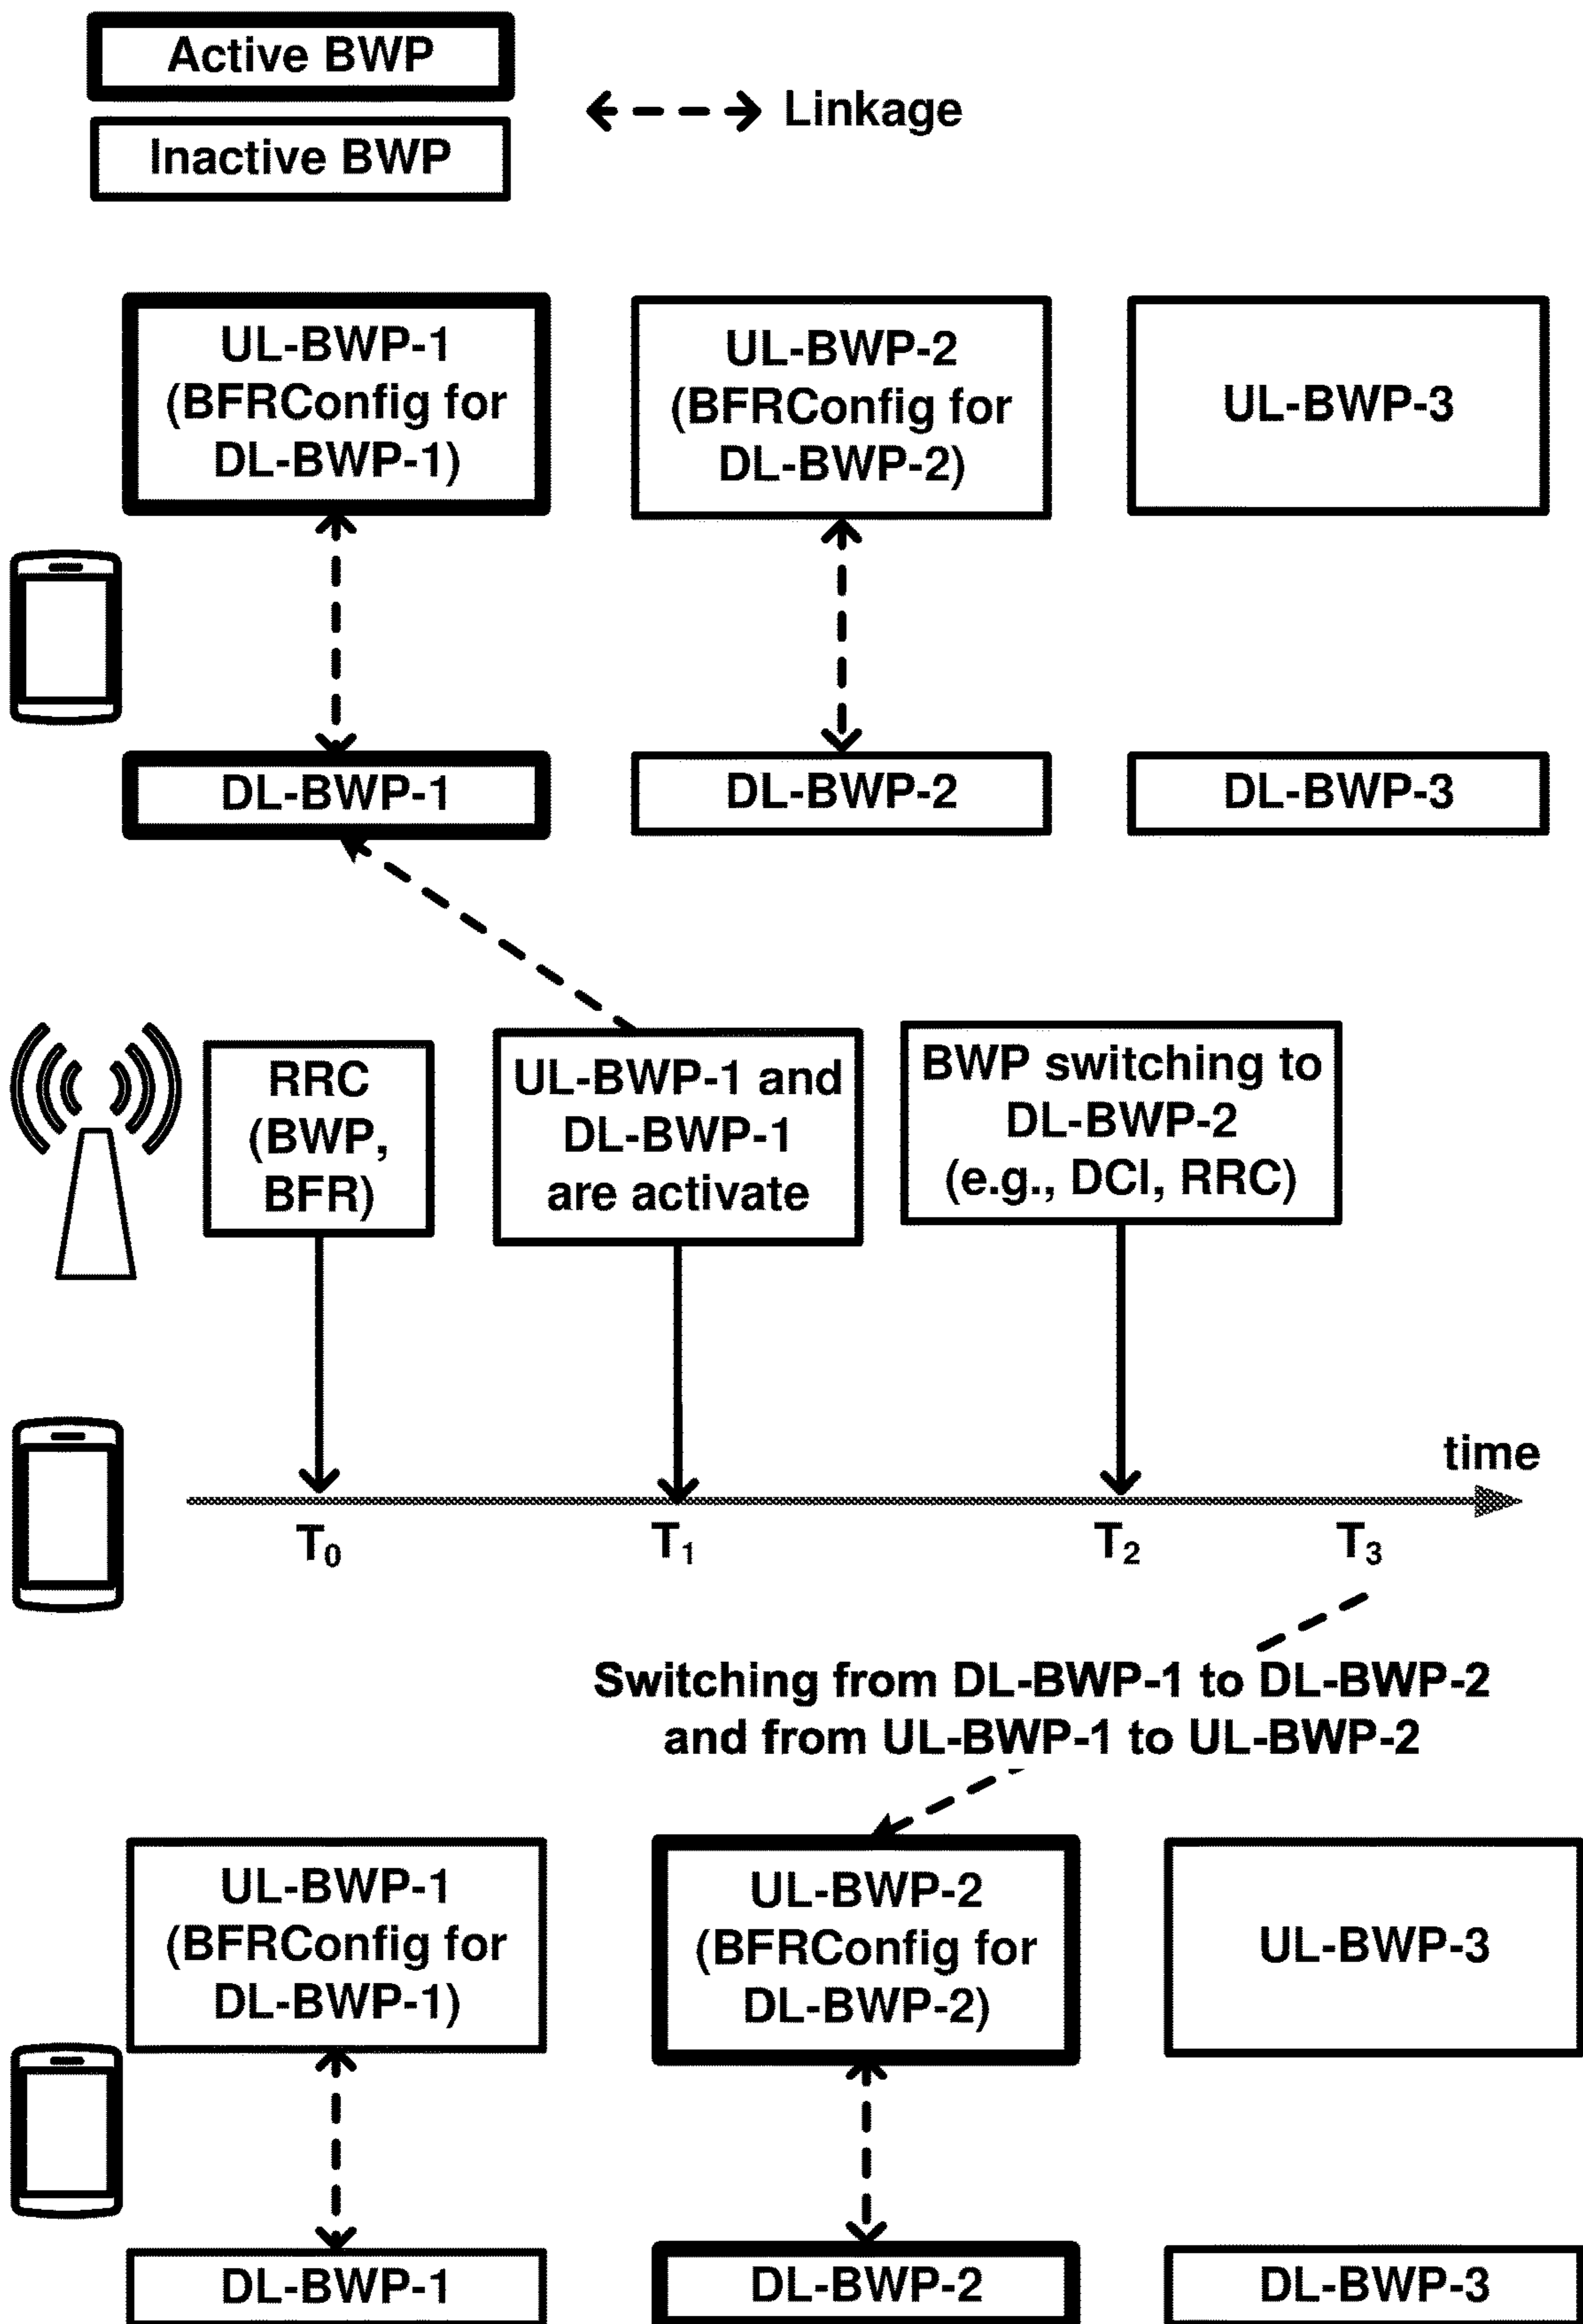 Active BWP
Inactive BWP
Linkage
UL-BWP-1
(BFRConfig for
DL-BWP-1)
UL-BWP-2
(BFRConfig for
DL-BWP-2)
UL-BWP-3
DL-BWP-1
DL-BWP-2
DL-BWP-3
RRC
(BWP,
BFR)
UL-BWP-1 and
DL-BWP-1
are activate
BWP switching to
DL-BWP-2
(e.g., DCI, RRC)
time
T0
T1
T2
T3
Switching from DL-BWP-1 to DL-BWP-2
and from UL-BWP-1 to UL-BWP-2
UL-BWP-1
(BFRConfig for
DL-BWP-1)
UL-BWP-2
(BFRConfig for
DL-BWP-2)
UL-BWP-3
DL-BWP-1
DL-BWP-2
DL-BWP-3